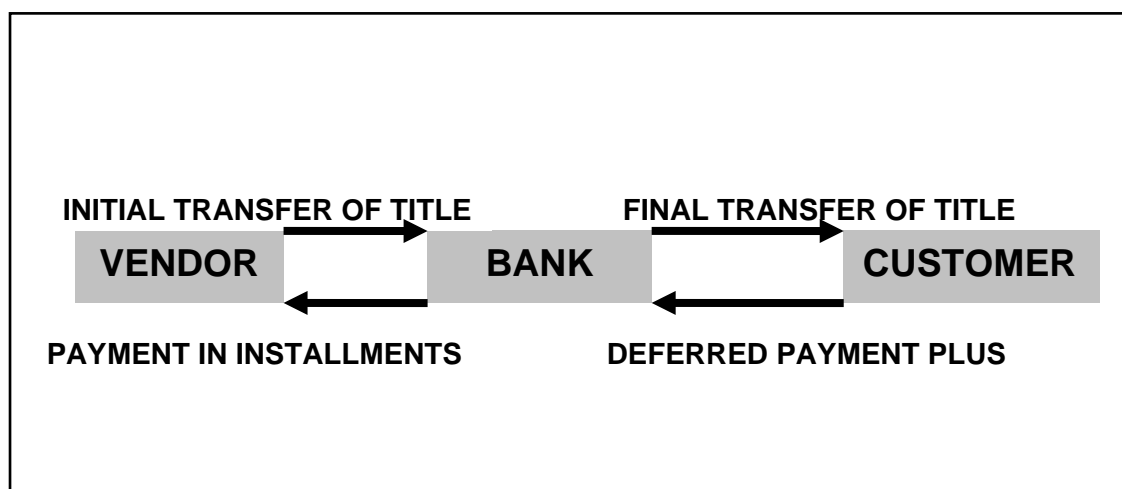 INITIAL TRANSFER OF TITLE FINAL TRANSFER OF TITLE
VENDOR BANK CUSTOMER
PAYMENT IN INSTALLMENTS DEFERRED PAYMENT PLUS